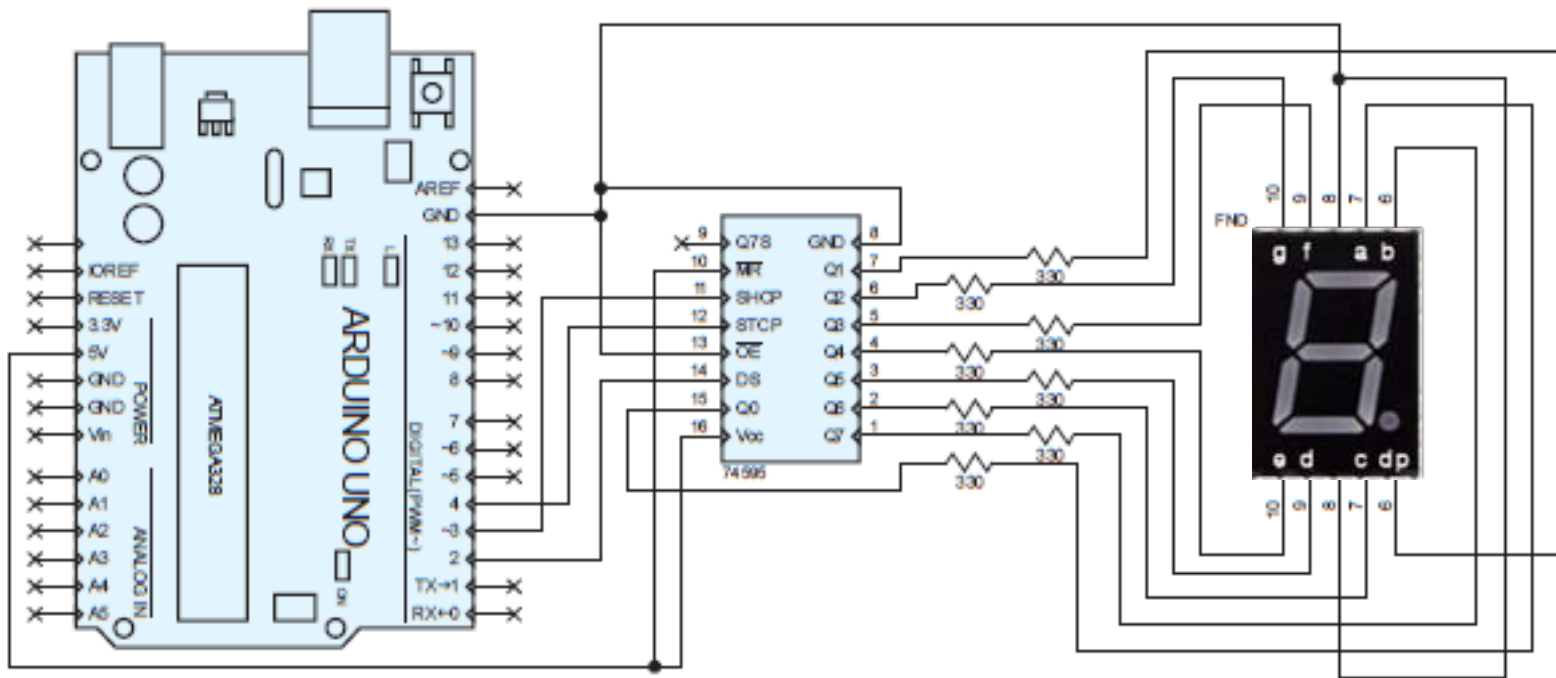 AREF
GND
13
12
11
~10
~9
8
7
~6
~5
4
~3
2
TX→1
RX←0
IOREF
RESET
3.3V
5V
GND
GND
Vin
A0
A1
A2
A3
A4
A5
POWER
ANALOG IN
ATMEGA328
RX
TX
L
ARDUINO UNO
DIGITAL (PWM~)
ON
9 Q7S GND 8
10 MR Q1 7
11 SHCP Q2 6
12 STCP Q3 5
13 OE Q4 4
14 DS Q5 3
15 Q0 Q6 2
16 Vcc Q7 1
74595
330
330
330
330
330
330
330
330
FND
10 9 8 7 6
g f a b
e d c dp
10 9 8 7 6